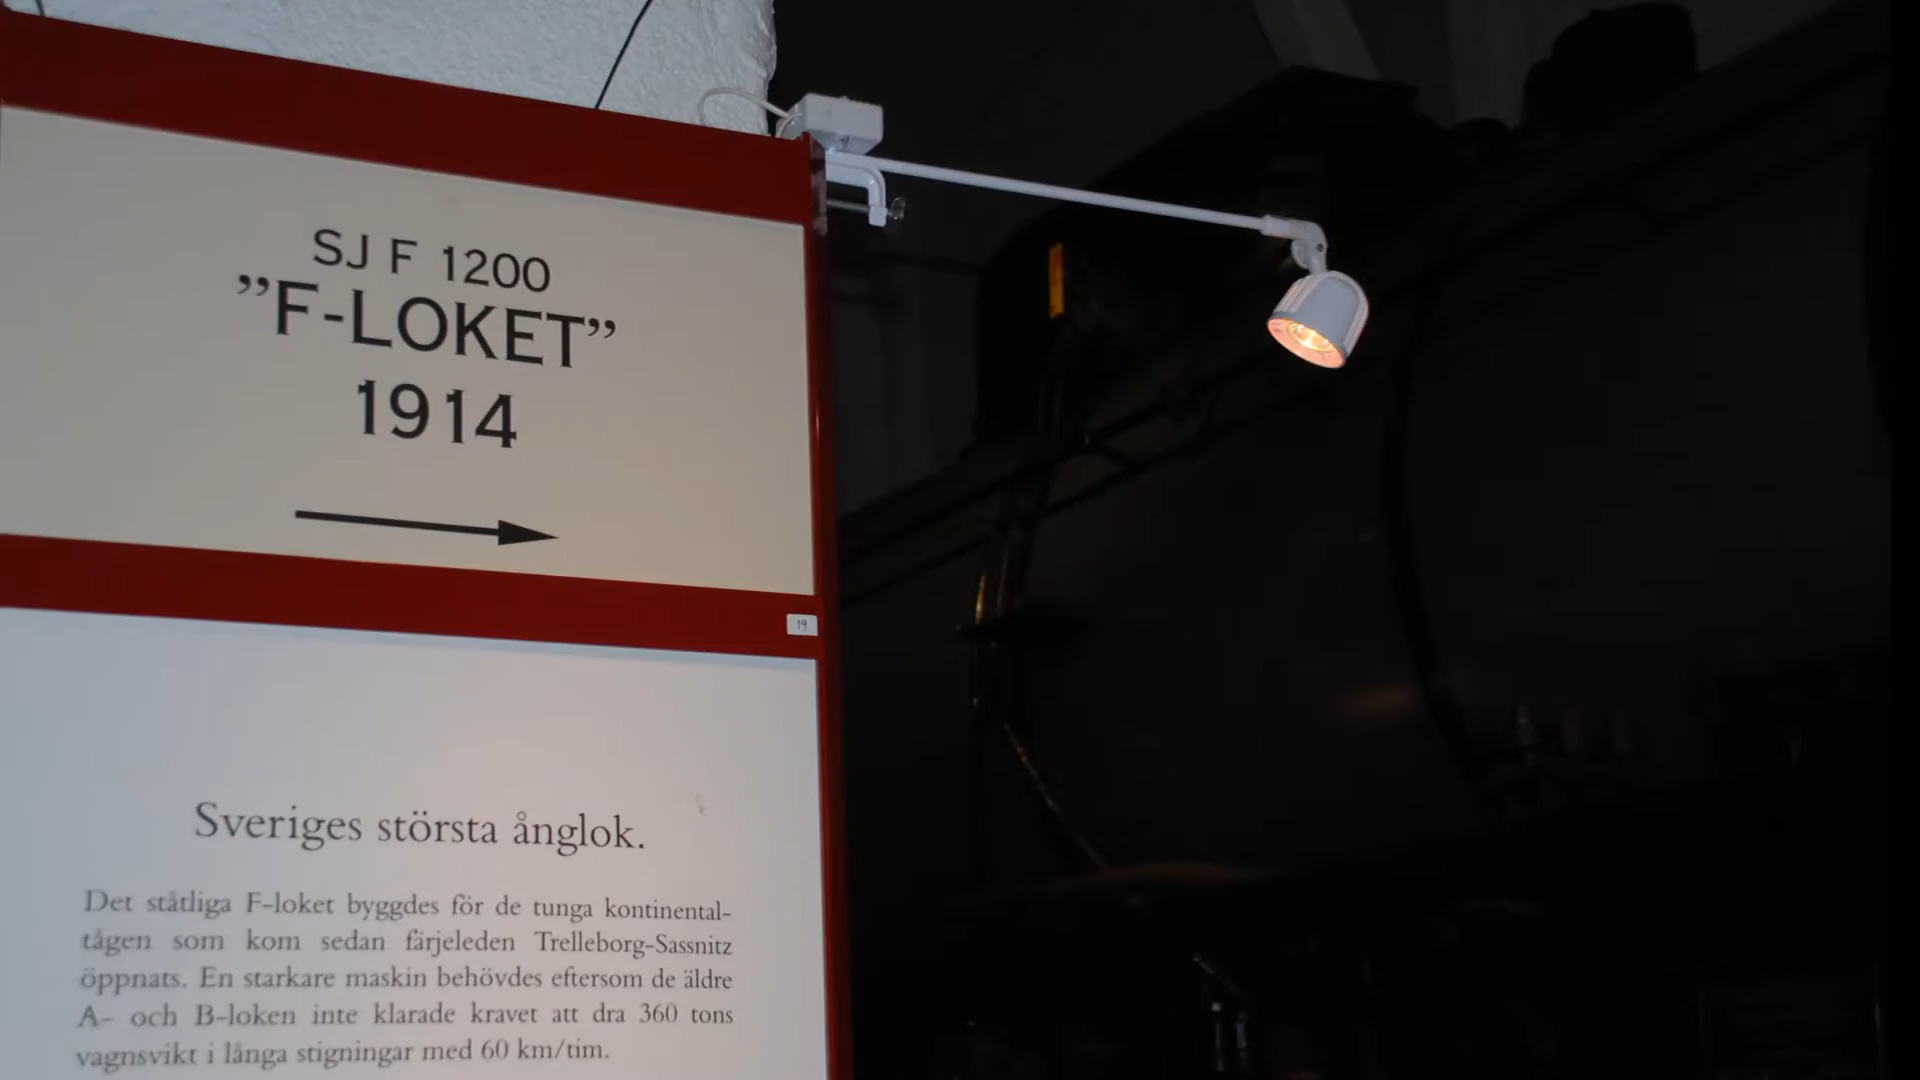 SJ F 1200
”F-LOKET”
1914
19
Sveriges största ånglok.
Det ståtliga F-loket byggdes för de tunga kontinental-
tågen som kom sedan färjeleden Trelleborg-Sassnitz
öppnats. En starkare maskin behövdes eftersom de äldre
A- och B-loken inte klarade kravet att dra 360 tons
vagnsvikt i långa stigningar med 60 km/tim.